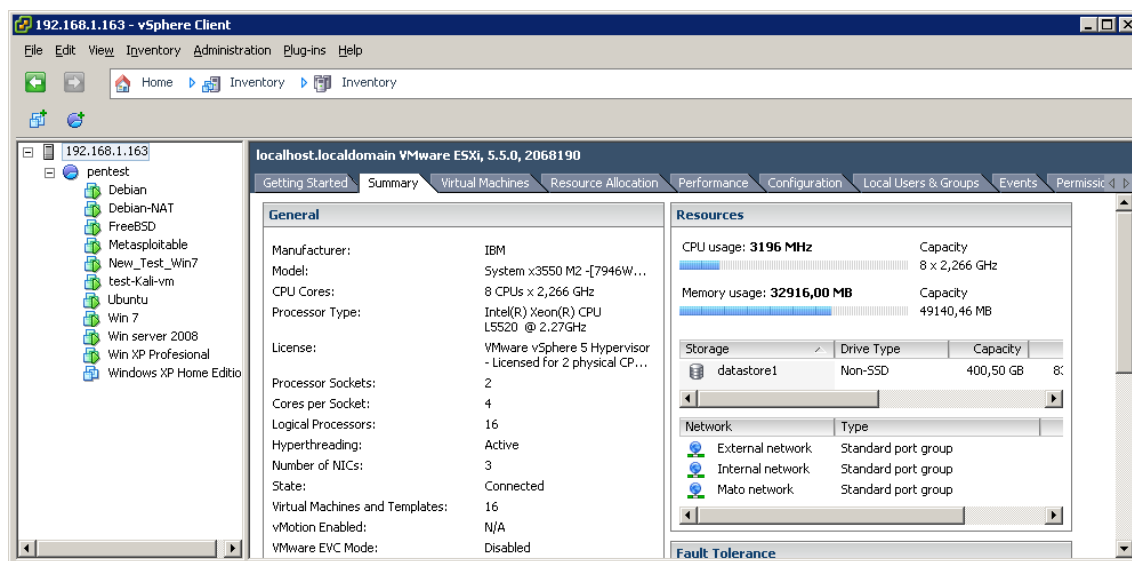 192.168.1.163 - vSphere Client
File Edit View Inventory Administration Plug-ins Help
Home Inventory Inventory
192.168.1.163
pentest
Debian
Debian-NAT
FreeBSD
Metasploitable
New_Test_Win7
test-Kali-vm
Ubuntu
Win 7
Win server 2008
Win XP Profesional
Windows XP Home Editio
localhost.localdomain VMware ESXi, 5.5.0, 2068190
Getting Started Summary Virtual Machines Resource Allocation Performance Configuration Local Users & Groups Events Permissic
General
Manufacturer: IBM
Model: System x3550 M2 -[7946W...
CPU Cores: 8 CPUs x 2,266 GHz
Processor Type: Intel(R) Xeon(R) CPU
L5520 @ 2.27GHz
License: VMware vSphere 5 Hypervisor
- Licensed for 2 physical CP...
Processor Sockets: 2
Cores per Socket: 4
Logical Processors: 16
Hyperthreading: Active
Number of NICs: 3
State: Connected
Virtual Machines and Templates: 16
vMotion Enabled: N/A
VMware EVC Mode: Disabled
Resources
CPU usage: 3196 MHz Capacity
8 x 2,266 GHz
Memory usage: 32916,00 MB Capacity
49140,46 MB
Storage Drive Type Capacity
datastore1 Non-SSD 400,50 GB
Network Type
External network Standard port group
Internal network Standard port group
Mato network Standard port group
Fault Tolerance